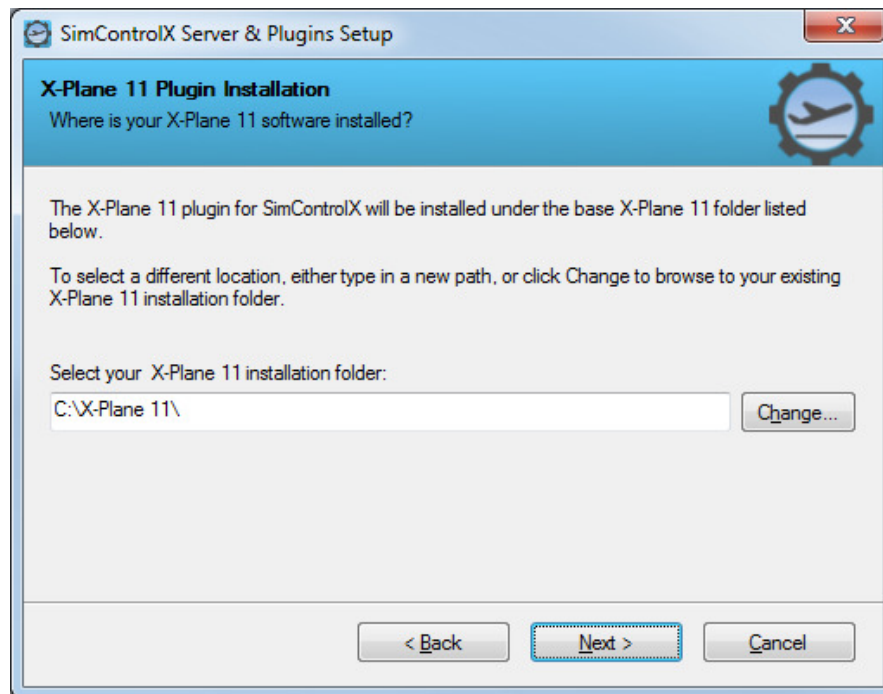 SimControlX Server & Plugins Setup
X-Plane 11 Plugin Installation
Where is your X-Plane 11 software installed?
The X-Plane 11 plugin for SimControlX will be installed under the base X-Plane 11 folder listed
below.
To select a different location, either type in a new path, or click Change to browse to your existing
X-Plane 11 installation folder.
Select your  X-Plane 11 installation folder:
C:\X-Plane 11\
Change...
< Back
Next >
Cancel